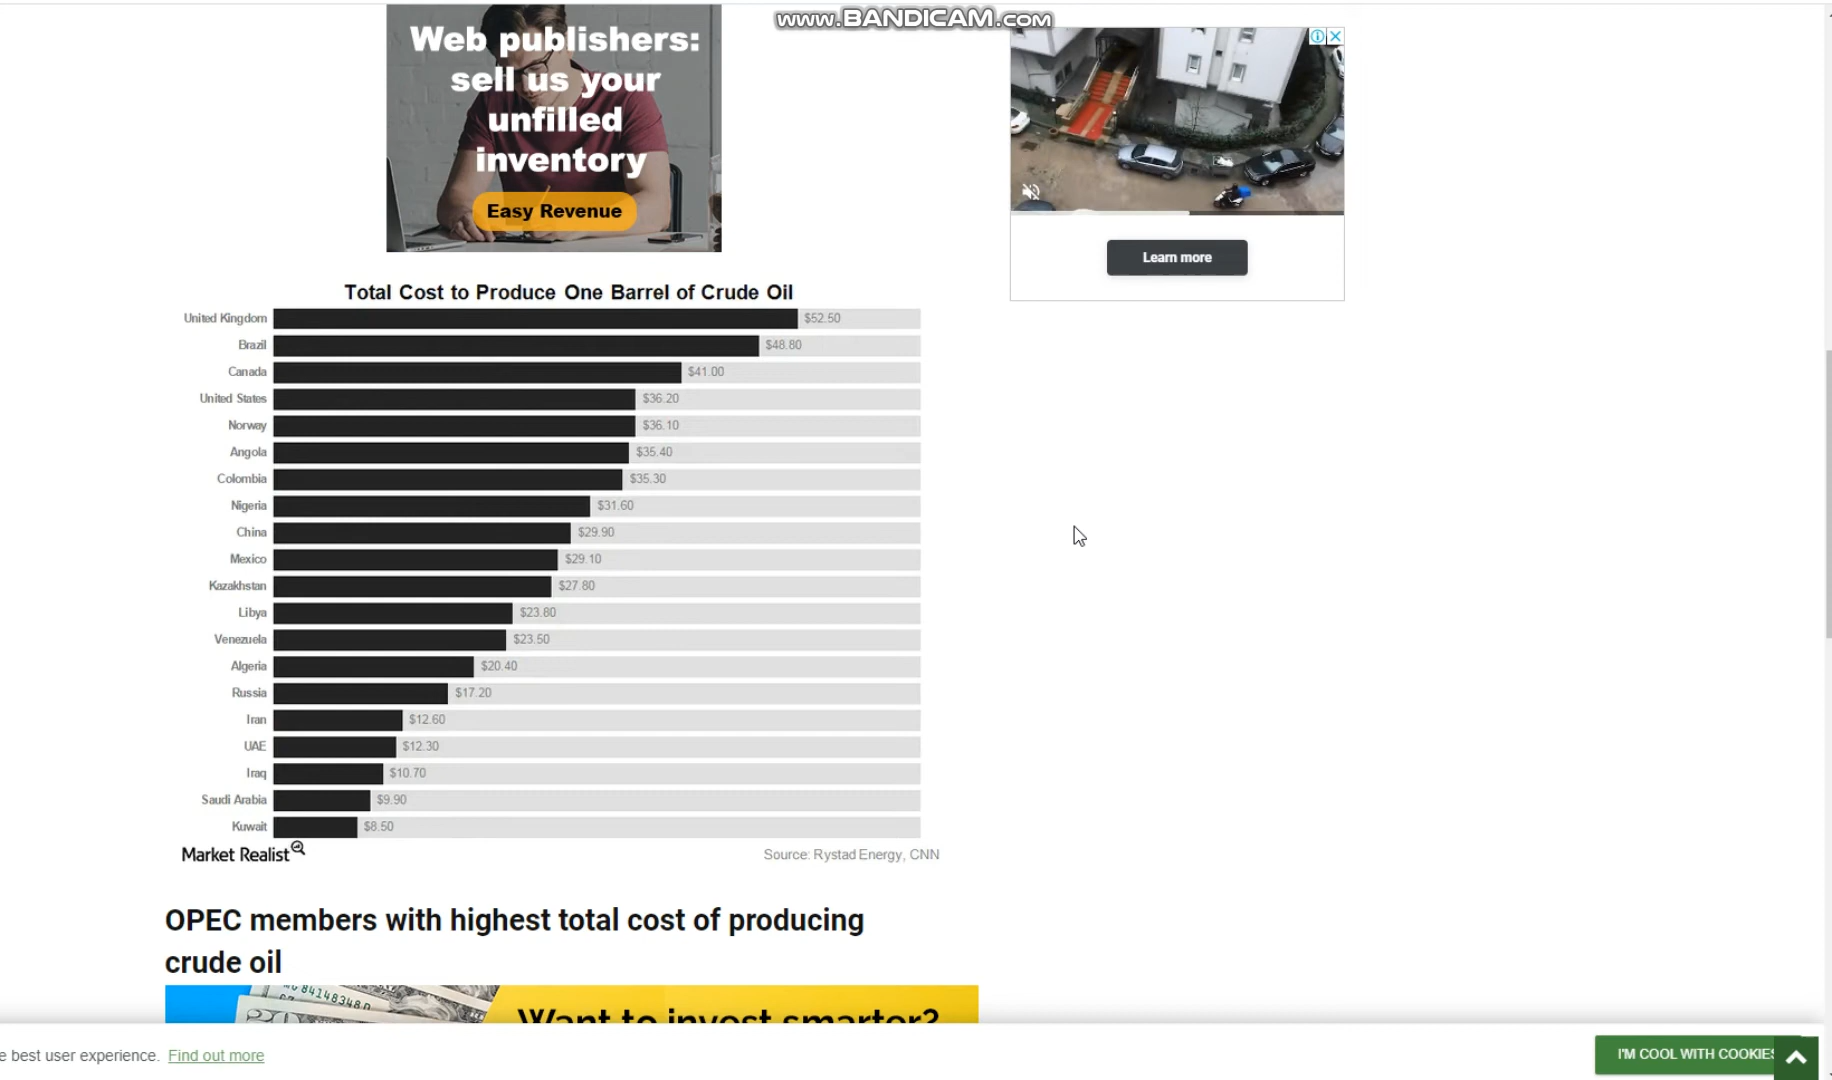 www.BANDICAM.com
Web publishers:
sell us your
unfilled
inventory
Easy Revenue
Learn more
Total Cost to Produce One Barrel of Crude Oil
United Kingdom $52.50
Brazil $48.80
Canada $41.00
United States $36.20
Norway $36.10
Angola $35.40
Colombia $35.30
Nigeria $31.60
China $29.90
Mexico $29.10
Kazakhstan $27.80
Libya $23.80
Venezuela $23.50
Algeria $20.40
Russia $17.20
Iran $12.60
UAE $12.30
Iraq $10.70
Saudi Arabia $9.90
Kuwait $8.50
Market Realist
Source: Rystad Energy, CNN
OPEC members with highest total cost of producing
crude oil
84148348
Want to invest smarter?
e best user experience. Find out more
I'M COOL WITH COOKIES